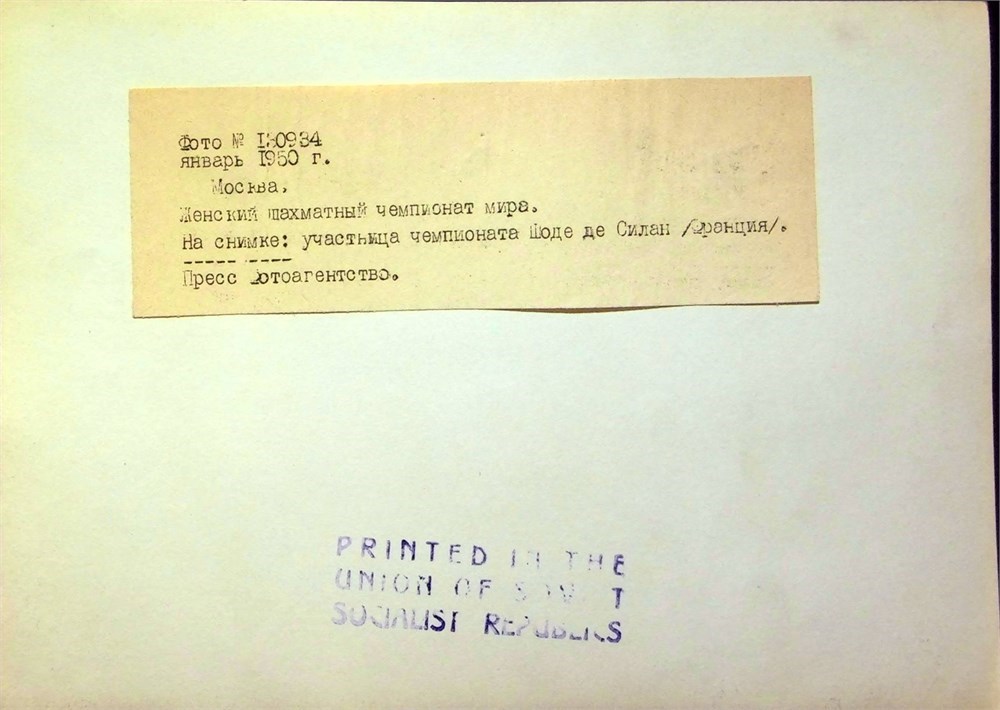 Фото №
январь 1950 г.
Москва.
Женский шахматный чемпионат мира.
На снимке: участница чемпионата Шоде де Силан /Франция/.
Пресс Фотоагентство.
PRINTED IN THE
UNION OF SOVIET
SOCIALIST REPUBLICS